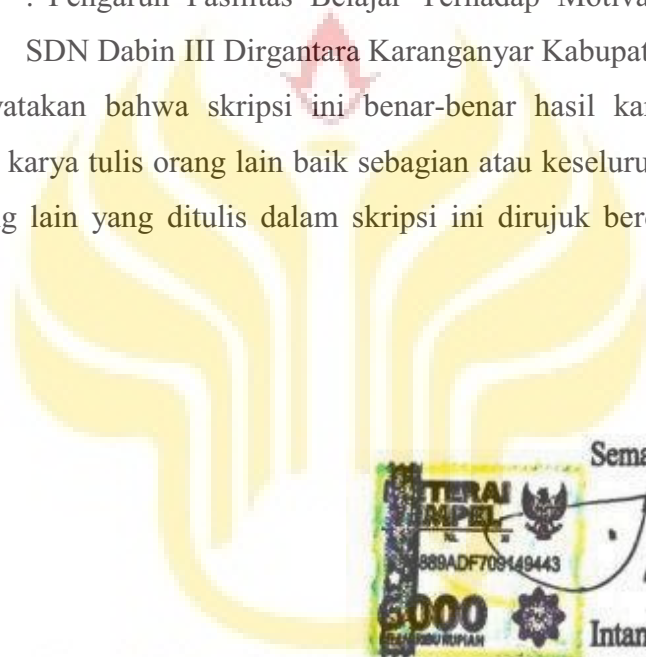 : Pengaruh Fasilitas Belajar Terhadap Motiva
SDN Dabin III Dirgantara Karanganyar Kabupat
yatakan bahwa skripsi ini benar-benar hasil kar
karya tulis orang lain baik sebagian atau keseluru
g lain yang ditulis dalam skripsi ini dirujuk ber
Sema
METERAI
TEMPEL
889ADF709149443
6000
ENAM RIBU RUPIAH
Intan